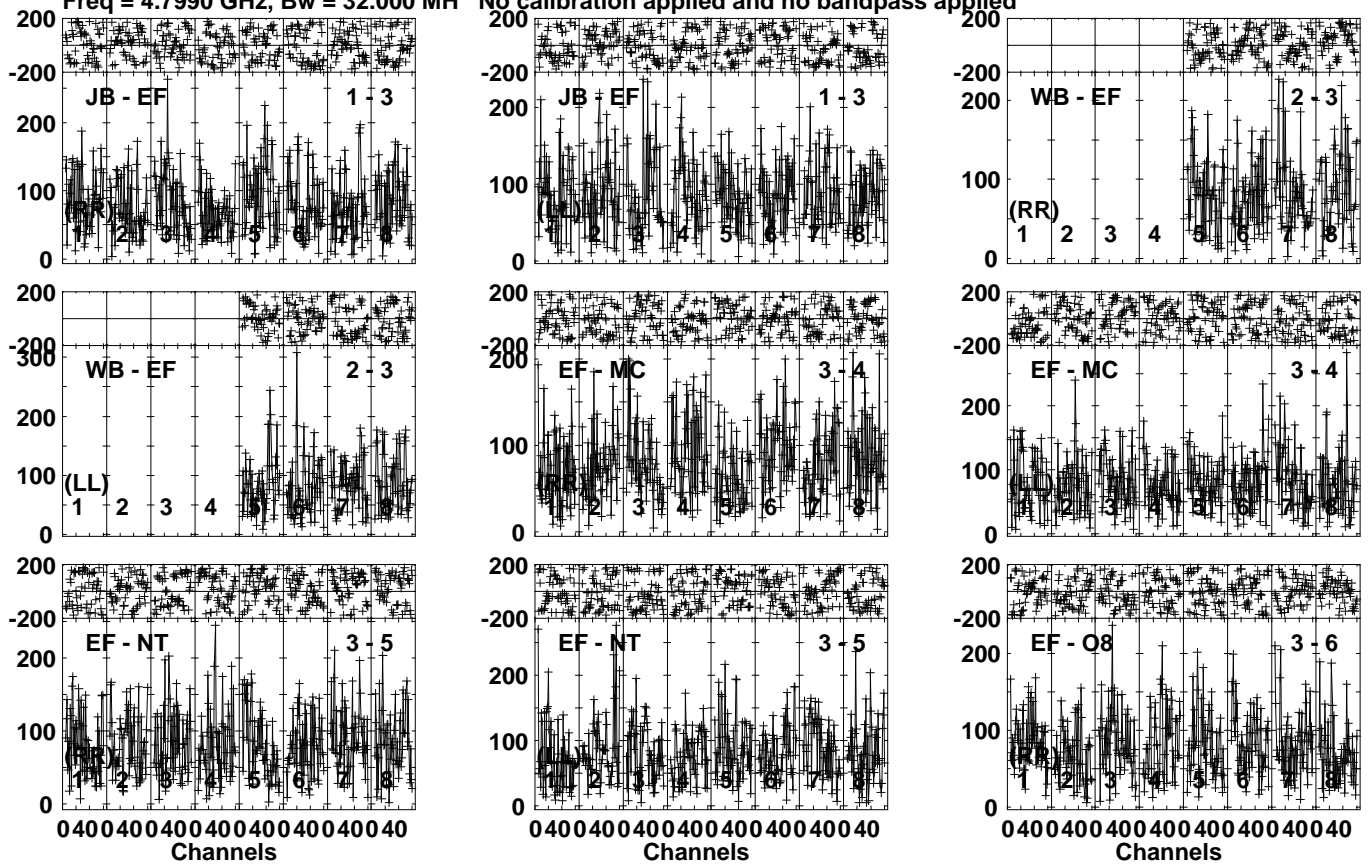 Freq = 4.7990 GHz, Bw = 32.000 MH No calibration applied and no bandpass applied
200
-200
JB - EF 1 - 3
200
100
0
(RR)
1 2 3 4 5 6 7 8
200
-200
JB - EF 1 - 3
200
100
0
(LL)
1 2 3 4 5 6 7 8
200
-200
WB - EF 2 - 3
200
100
0
(RR)
1 2 3 4 5 6 7 8
200
-200
WB - EF 2 - 3
300
200
100
0
(LL)
1 2 3 4 5 6 7 8
200
-200
EF - MC 3 - 4
200
100
0
(RR)
1 2 3 4 5 6 7 8
200
-200
EF - MC 3 - 4
200
100
0
(LL)
1 2 3 4 5 6 7 8
200
-200
EF - NT 3 - 5
200
100
0
(RR)
1 2 3 4 5 6 7 8
0 40 0 40 0 40 0 40 0 40 0 40 0 40 0 40
Channels
200
-200
EF - NT 3 - 5
200
100
0
(LL)
1 2 3 4 5 6 7 8
0 40 0 40 0 40 0 40 0 40 0 40 0 40 0 40
Channels
200
-200
EF - O8 3 - 6
200
100
0
(RR)
1 2 3 4 5 6 7 8
0 40 0 40 0 40 0 40 0 40 0 40 0 40 0 40
Channels